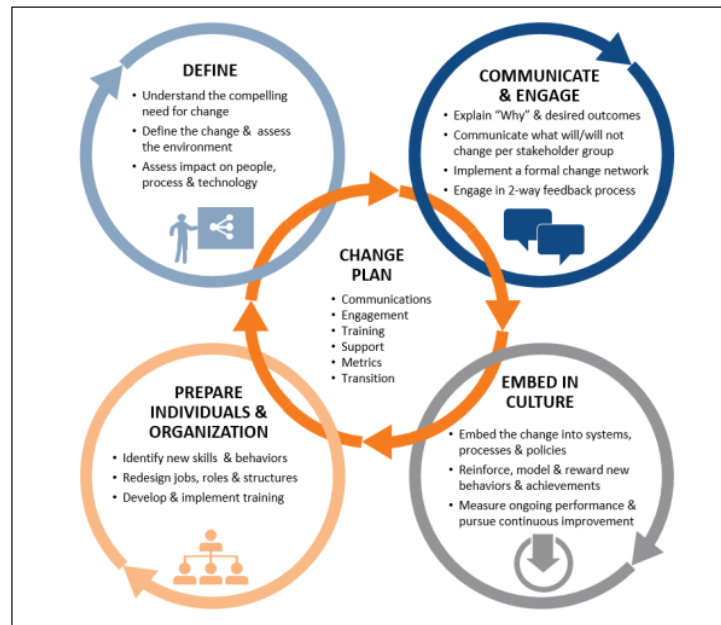 DEFINE
• Understand the compelling
need for change
• Define the change & assess
the environment
• Assess impact on people,
process & technology
COMMUNICATE
& ENGAGE
• Explain “Why” & desired outcomes
• Communicate what will/will not
change per stakeholder group
• Implement a formal change network
• Engage in 2-way feedback process
CHANGE
PLAN
• Communications
• Engagement
• Training
• Support
• Metrics
• Transition
PREPARE
INDIVIDUALS &
ORGANIZATION
• Identify new skills & behaviors
• Redesign jobs, roles & structures
• Develop & implement training
EMBED IN
CULTURE
• Embed the change into systems,
processes & policies
• Reinforce, model & reward new
behaviors & achievements
• Measure ongoing performance &
pursue continuous improvement